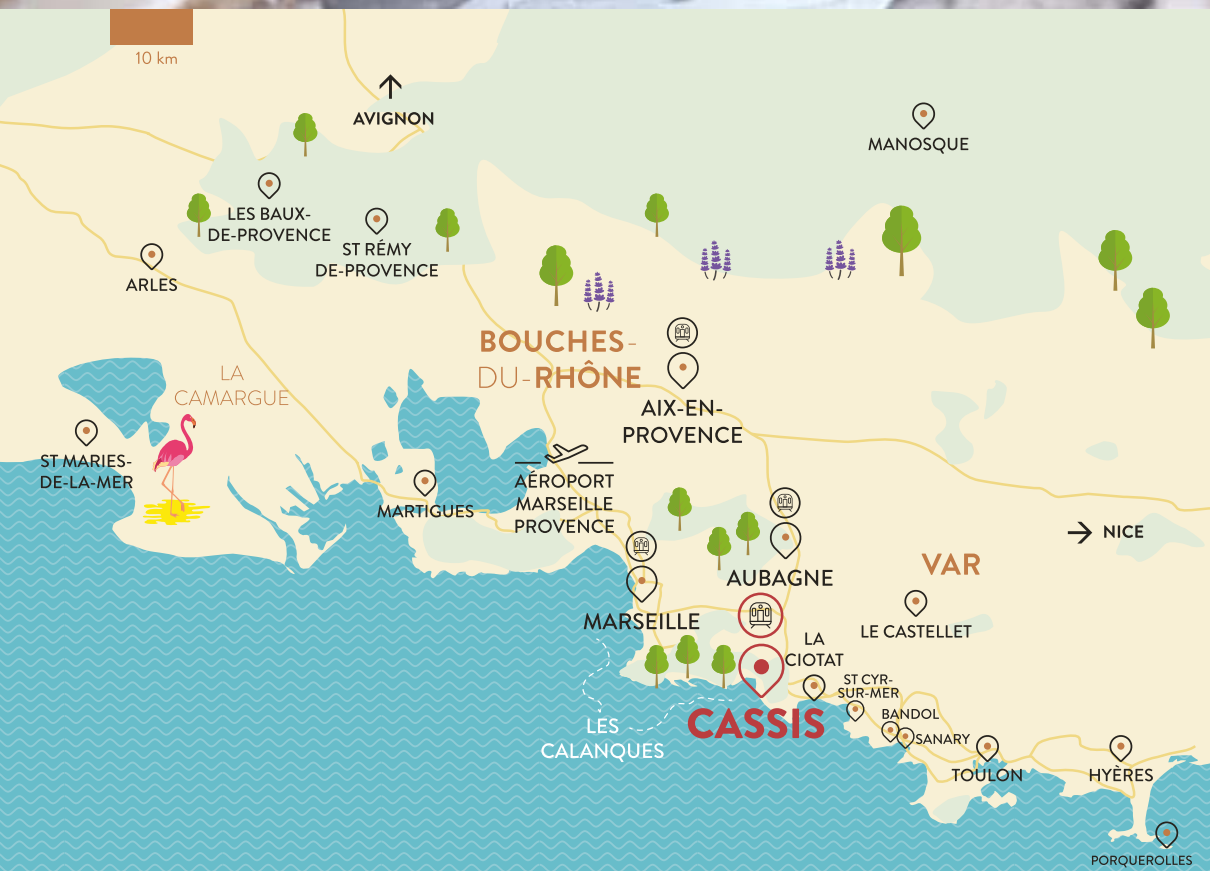 10 km
AVIGNON
MANOSQUE
LES BAUX-
DE-PROVENCE
ST RÉMY
DE-PROVENCE
ARLES
BOUCHES-
DU-RHÔNE
LA
CAMARGUE
AIX-EN-
PROVENCE
ST MARIES-
DE-LA-MER
AÉROPORT
MARSEILLE
PROVENCE
MARTIGUES
NICE
VAR
AUBAGNE
MARSEILLE
LE CASTELLET
LA
CIOTAT
ST CYR-
SUR-MER
BANDOL
SANARY
CASSIS
LES
CALANQUES
TOULON
HYÈRES
PORQUEROLLES